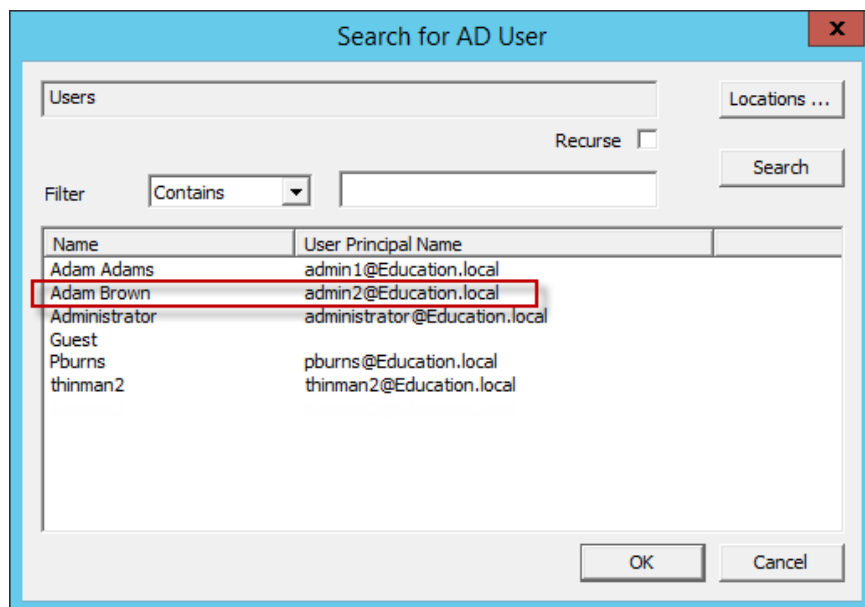 Search for AD User
x
Users
Locations ...
Recurse
Search
Filter
Contains
Name User Principal Name
Adam Adams admin1@Education.local
Adam Brown admin2@Education.local
Administrator administrator@Education.local
Guest
Pburns pburns@Education.local
thinman2 thinman2@Education.local
OK Cancel